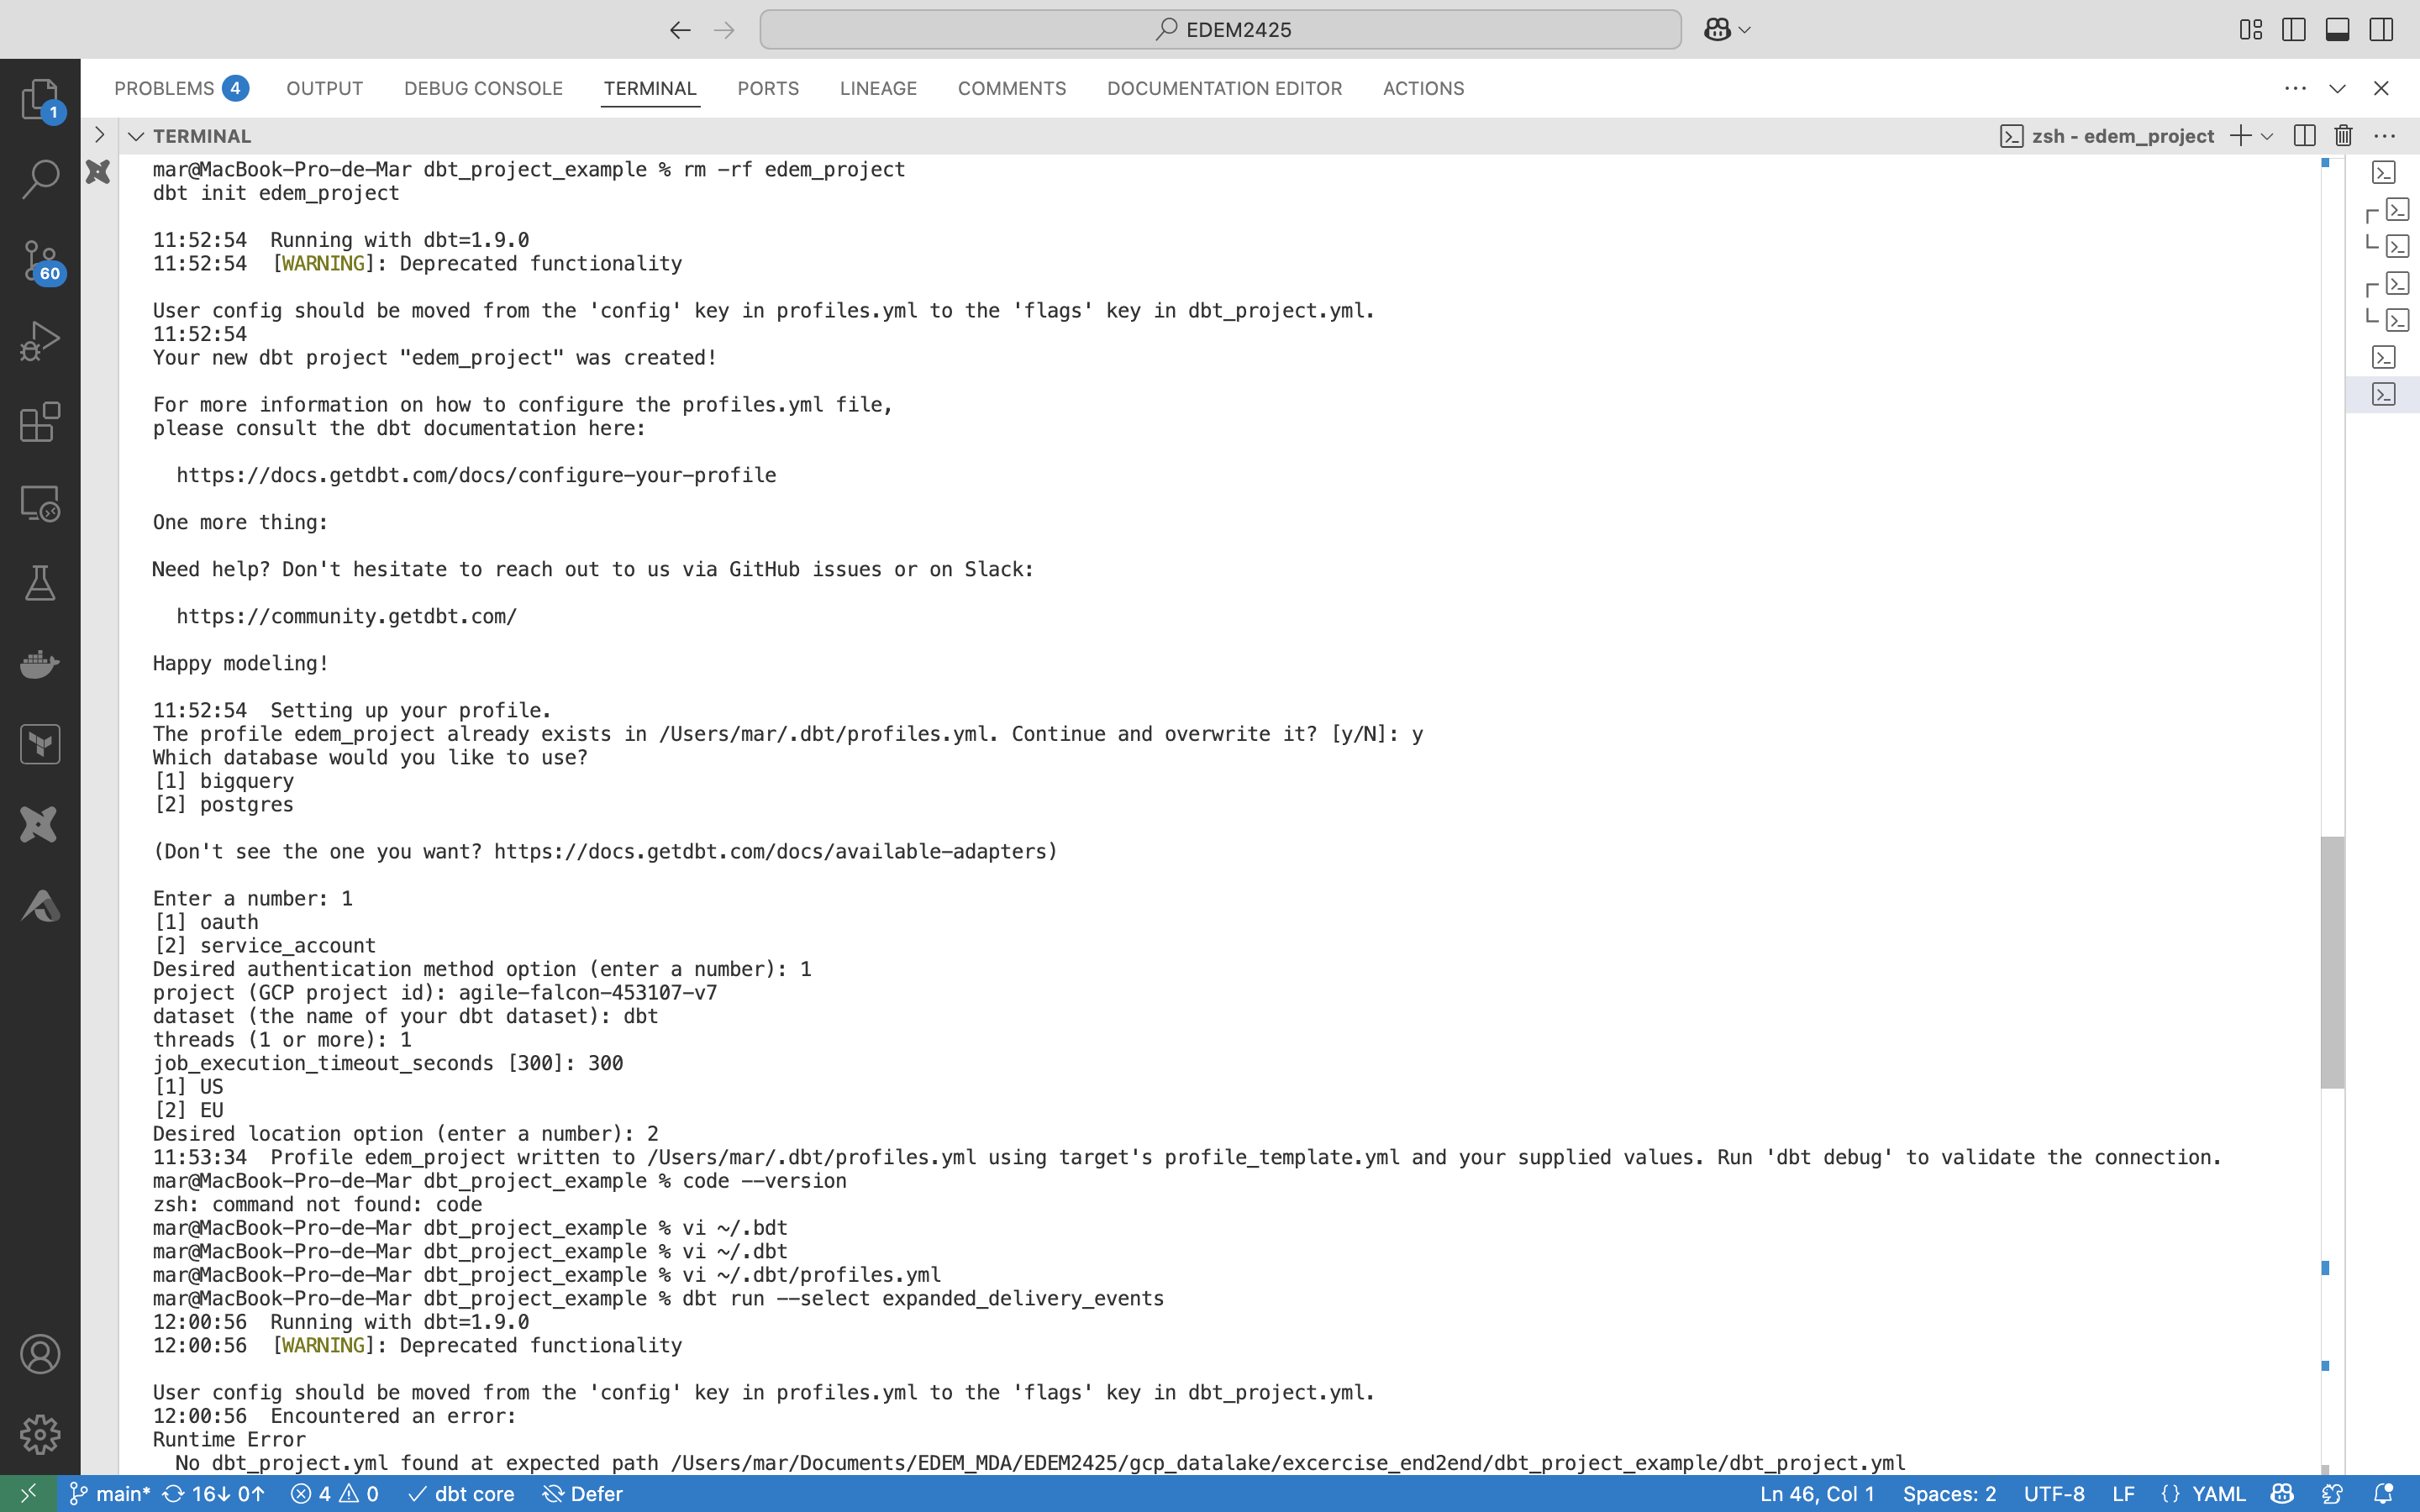 EDEM2425
PROBLEMS 4 OUTPUT DEBUG CONSOLE TERMINAL PORTS LINEAGE COMMENTS DOCUMENTATION EDITOR ACTIONS
1
60
TERMINAL
zsh - edem_project
mar@MacBook-Pro-de-Mar dbt_project_example % rm -rf edem_project
dbt init edem_project
11:52:54  Running with dbt=1.9.0
11:52:54  [WARNING]: Deprecated functionality
User config should be moved from the 'config' key in profiles.yml to the 'flags' key in dbt_project.yml.
11:52:54
Your new dbt project "edem_project" was created!
For more information on how to configure the profiles.yml file,
please consult the dbt documentation here:
https://docs.getdbt.com/docs/configure-your-profile
One more thing:
Need help? Don't hesitate to reach out to us via GitHub issues or on Slack:
https://community.getdbt.com/
Happy modeling!
11:52:54  Setting up your profile.
The profile edem_project already exists in /Users/mar/.dbt/profiles.yml. Continue and overwrite it? [y/N]: y
Which database would you like to use?
[1] bigquery
[2] postgres
(Don't see the one you want? https://docs.getdbt.com/docs/available-adapters)
Enter a number: 1
[1] oauth
[2] service_account
Desired authentication method option (enter a number): 1
project (GCP project id): agile-falcon-453107-v7
dataset (the name of your dbt dataset): dbt
threads (1 or more): 1
job_execution_timeout_seconds [300]: 300
[1] US
[2] EU
Desired location option (enter a number): 2
11:53:34  Profile edem_project written to /Users/mar/.dbt/profiles.yml using target's profile_template.yml and your supplied values. Run 'dbt debug' to validate the connection.
mar@MacBook-Pro-de-Mar dbt_project_example % code --version
zsh: command not found: code
mar@MacBook-Pro-de-Mar dbt_project_example % vi ~/.bdt
mar@MacBook-Pro-de-Mar dbt_project_example % vi ~/.dbt
mar@MacBook-Pro-de-Mar dbt_project_example % vi ~/.dbt/profiles.yml
mar@MacBook-Pro-de-Mar dbt_project_example % dbt run --select expanded_delivery_events
12:00:56  Running with dbt=1.9.0
12:00:56  [WARNING]: Deprecated functionality
User config should be moved from the 'config' key in profiles.yml to the 'flags' key in dbt_project.yml.
12:00:56  Encountered an error:
Runtime Error
No dbt_project.yml found at expected path /Users/mar/Documents/EDEM_MDA/EDEM2425/gcp_datalake/excercise_end2end/dbt_project_example/dbt_project.yml
main* 16↓ 0↑ 4 0 dbt core Defer Ln 46, Col 1 Spaces: 2 UTF-8 LF {} YAML